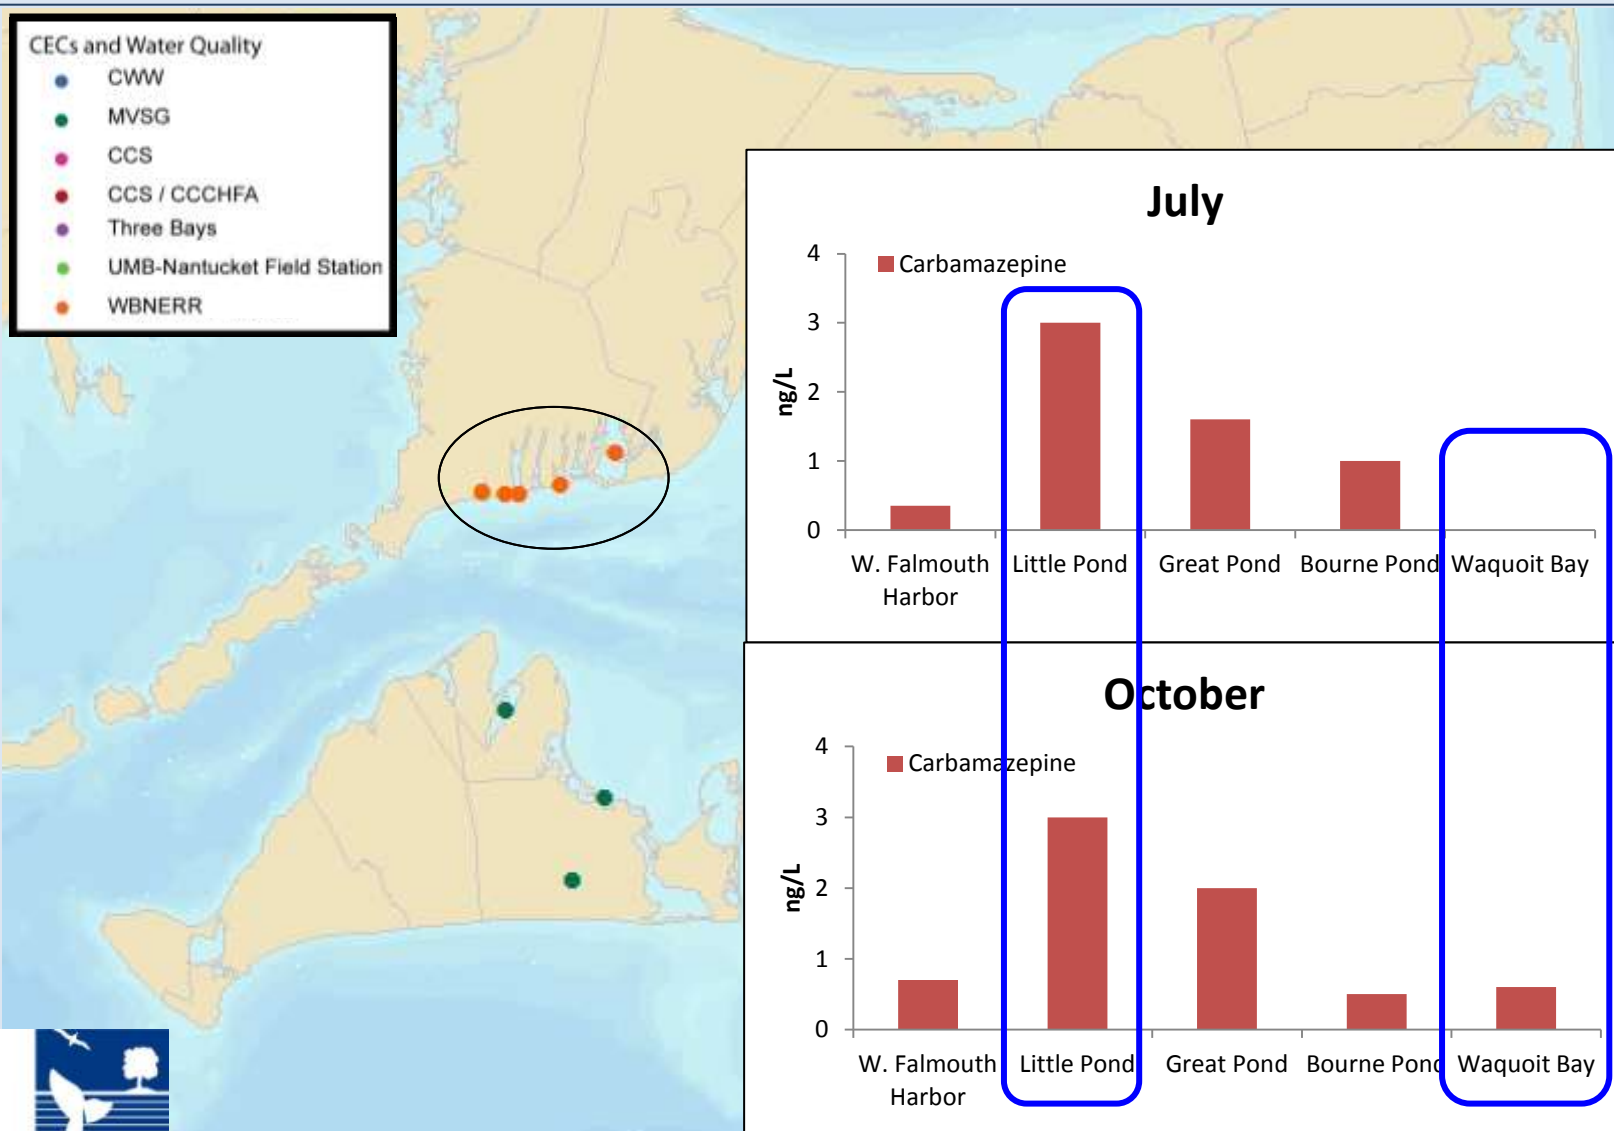 CECs and Water Quality
CWW
MVSG
CCS
CCS / CCCHFA
Three Bays
UMB-Nantucket Field Station
WBNERR
July
Carbamazepine
4
3
2
1
0
ng/L
W. Falmouth Harbor
Little Pond
Great Pond
Bourne Pond
Waquoit Bay
October
Carbamazepine
4
3
2
1
0
ng/L
W. Falmouth Harbor
Little Pond
Great Pond
Bourne Pond
Waquoit Bay